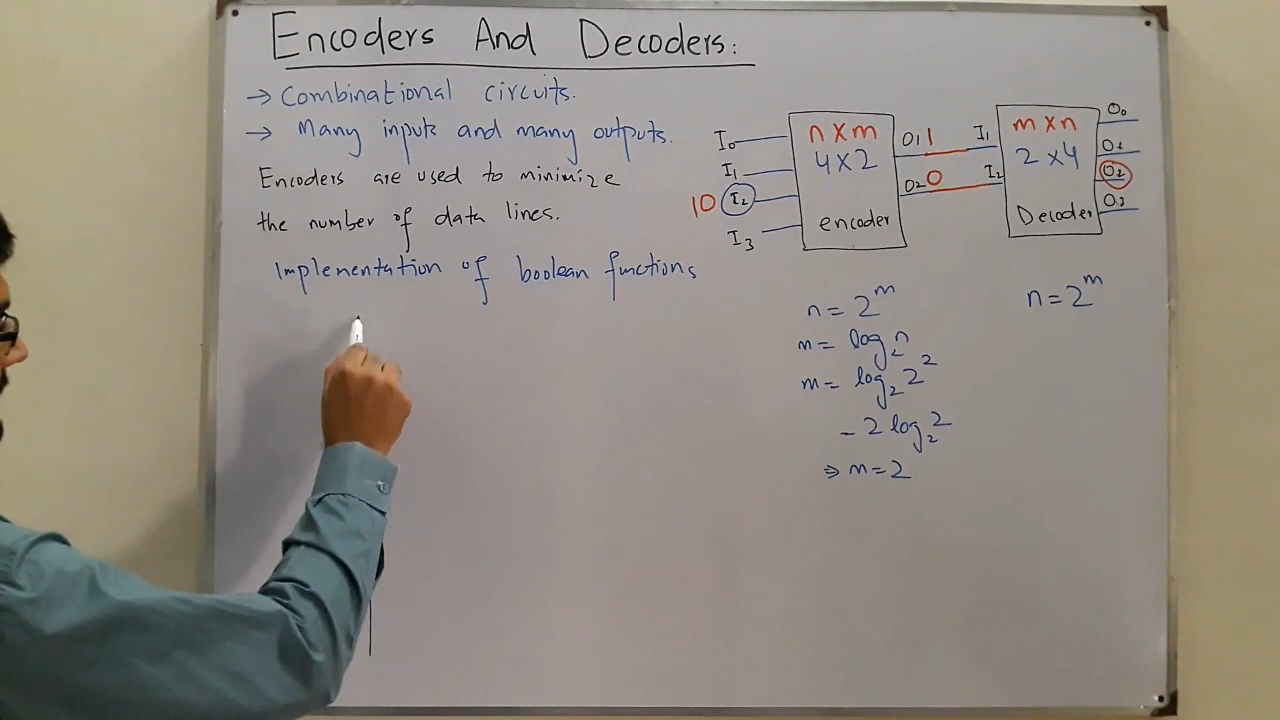 Encoders And Decoders:
→ Combinational circuits.
→ Many inputs and many outputs.
Encoders are used to minimize
the number of data lines.
Implementation of boolean functions
I₀
I₁
10 I₂
I₃
n x m
4 x 2
encoder
O₁ 1
O₂ 0
I₁
I₂
m x n
2 x 4
Decoder
O₀
O₁
O₂
O₃
n = 2^m
m = log₂ n
m = log₂ 2²
- 2 log₂ 2
⇒ m = 2
n = 2^m